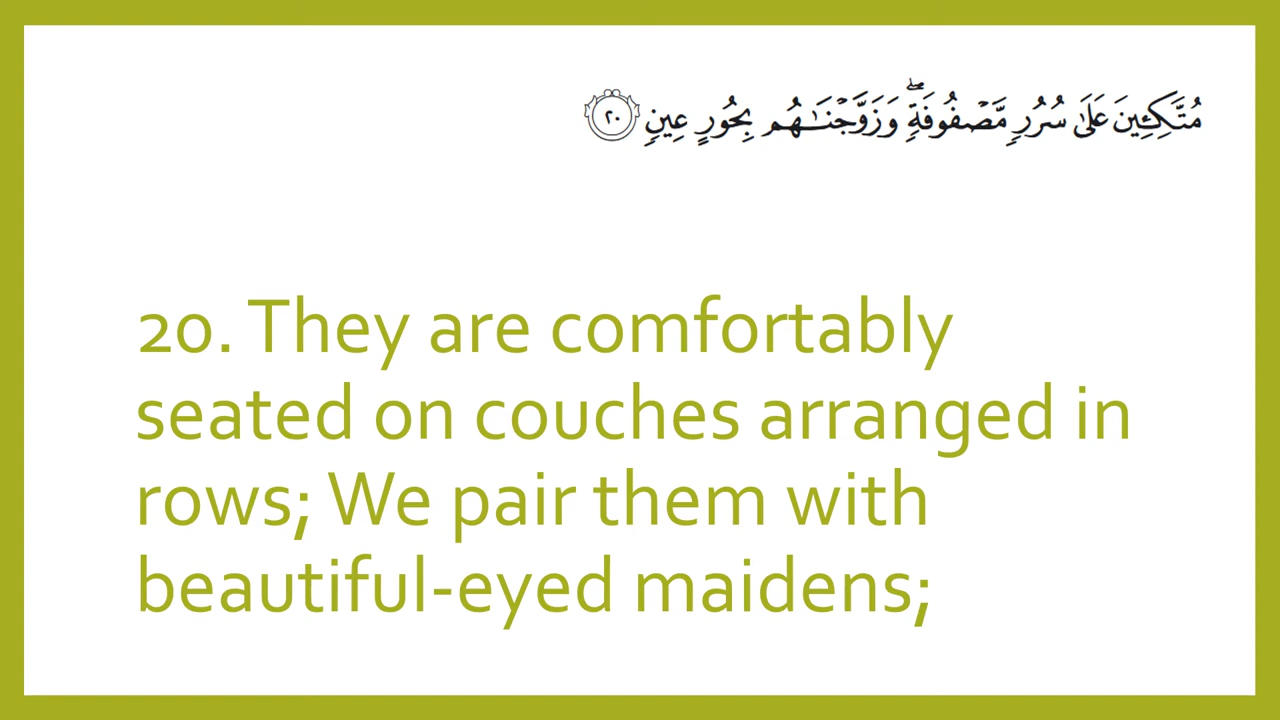 مُتَّكِـِٔينَ عَلَىٰ سُرُرٍ مَّصْفُوفَةٍ ۖ وَزَوَّجْنَـٰهُم بِحُورٍ عِينٍ ٢٠
20. They are comfortably
seated on couches arranged in
rows; We pair them with
beautiful-eyed maidens;